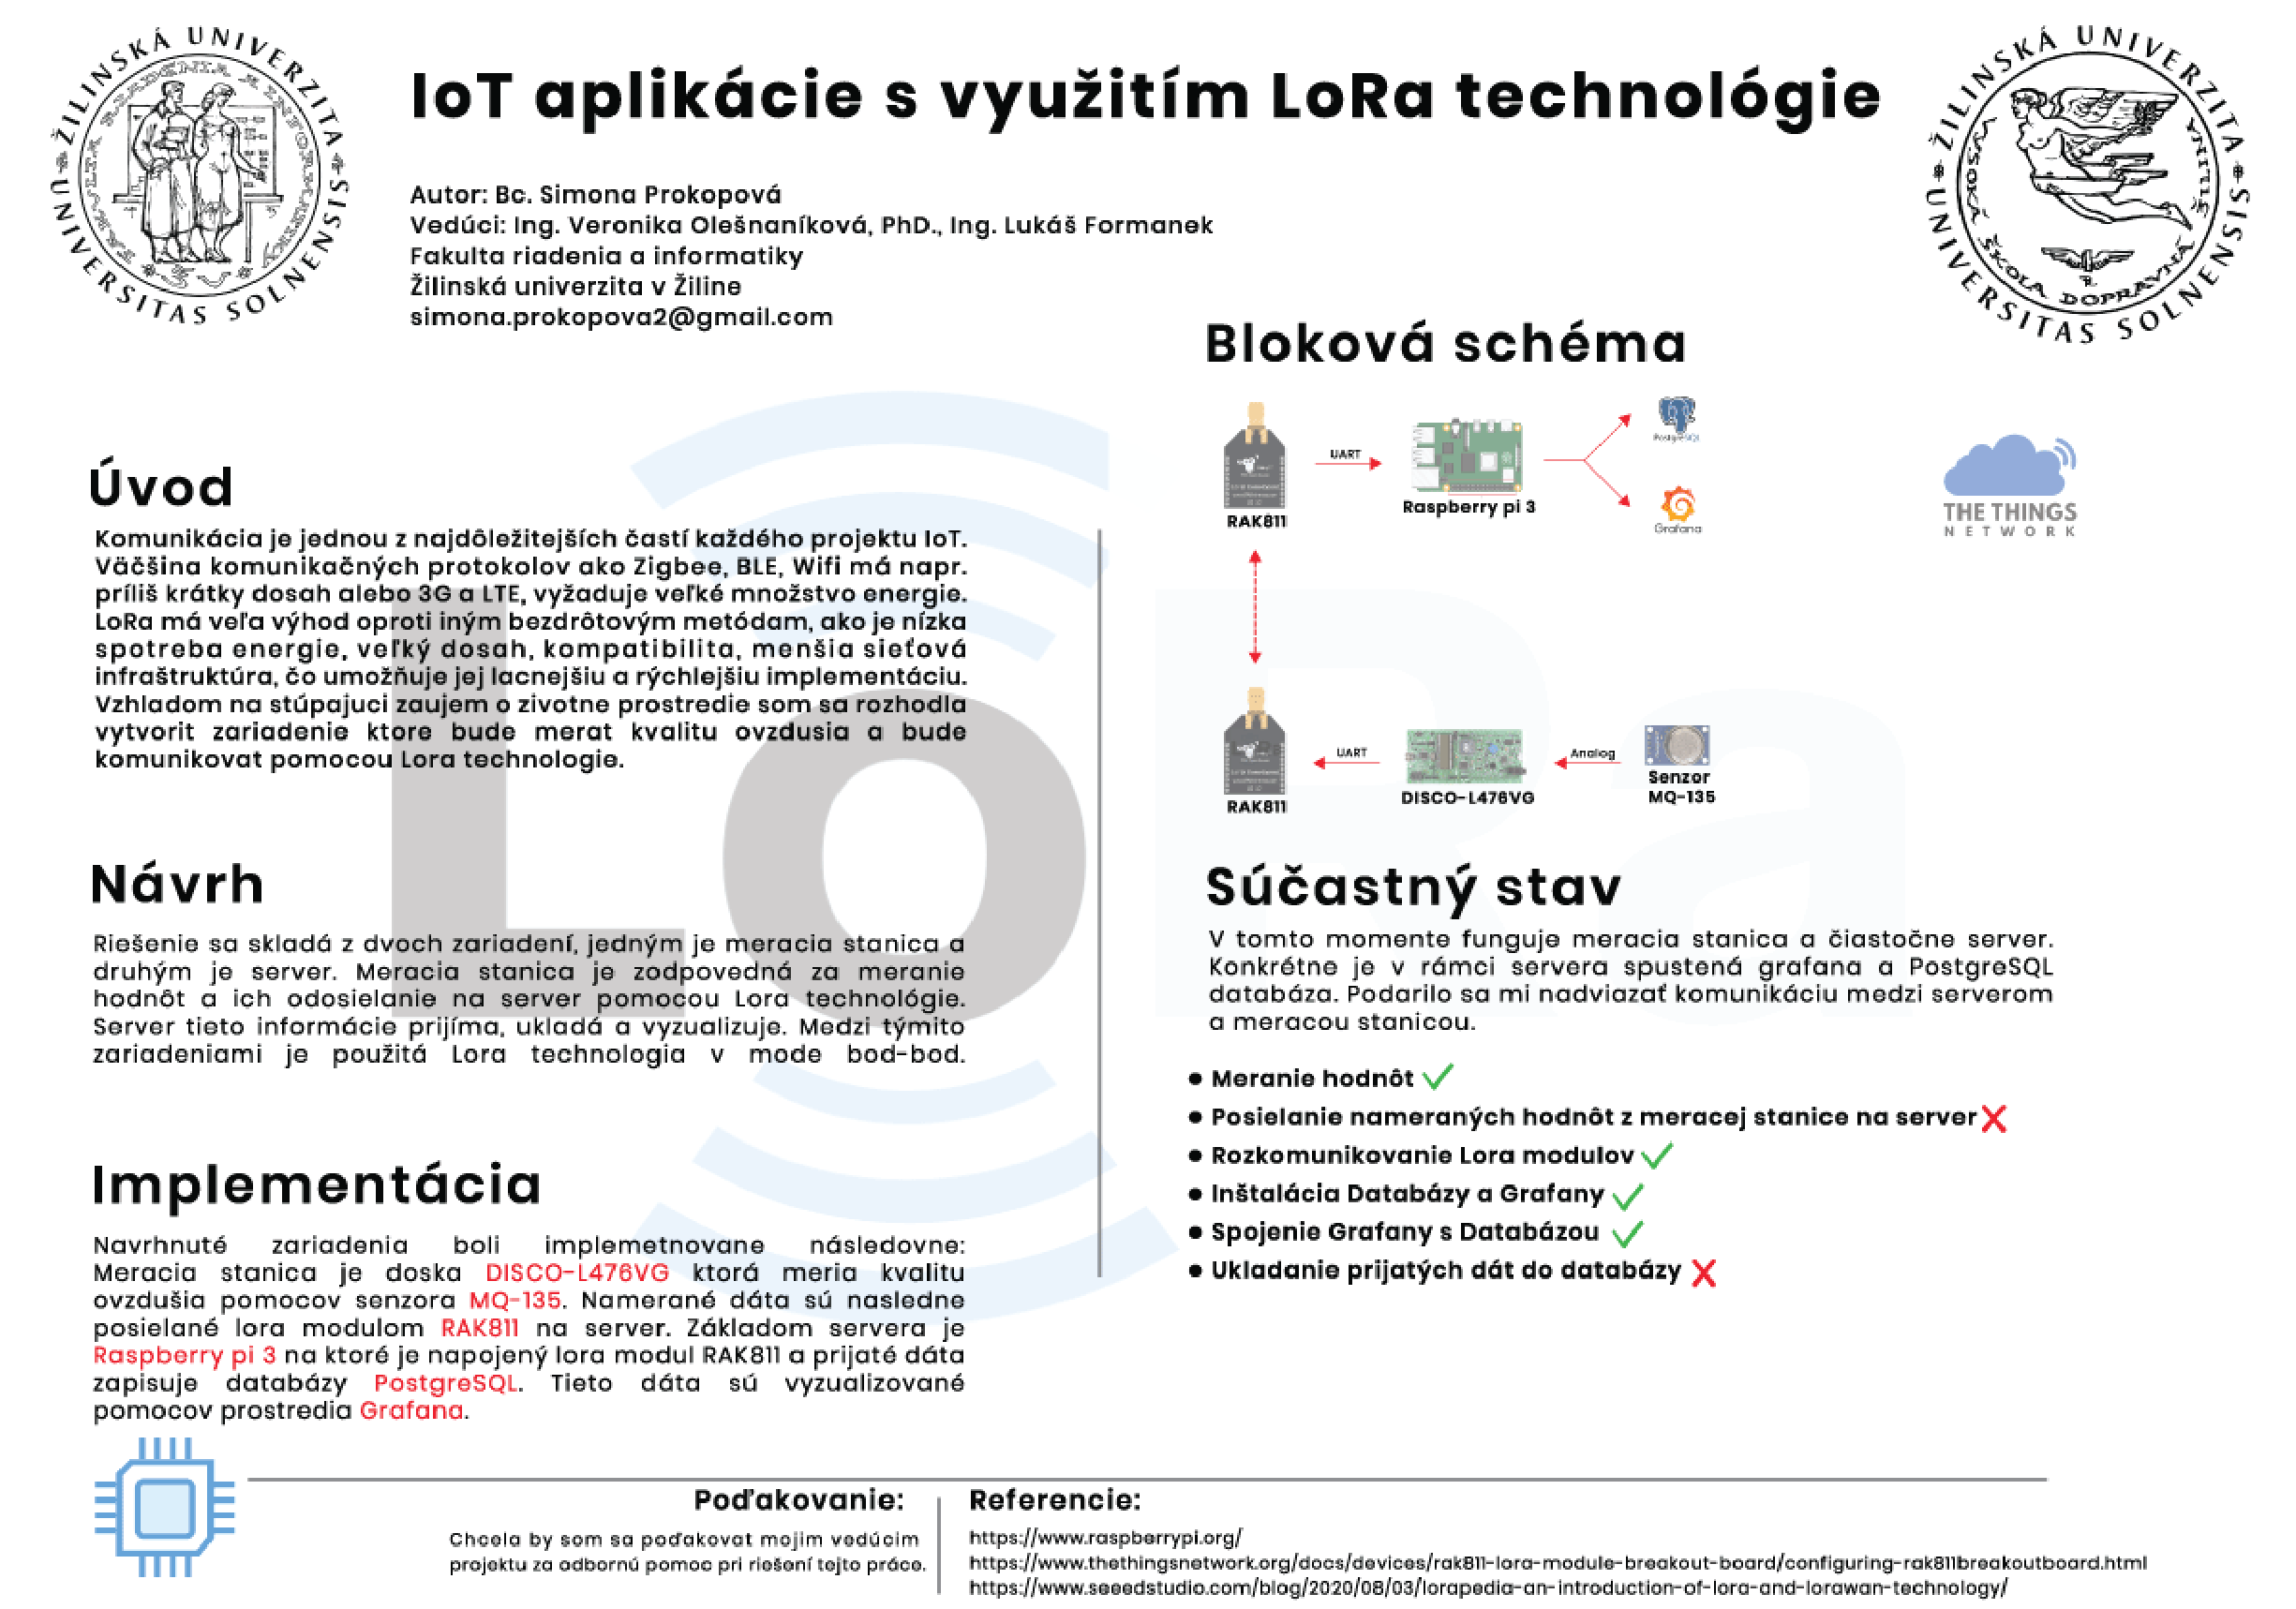 ŽILINSKÁ UNIVERZITA
UNIVERSITAS SOLNENSIS
ŽILINSKÁ UNIVERZITA
UNIVERSITAS SOLNENSIS
VYSOKÁ ŠKOLA DOPRAVNÁ
IoT aplikácie s využitím LoRa technológie
Autor: Bc. Simona Prokopová
Vedúci: Ing. Veronika Olešnaníková, PhD., Ing. Lukáš Formanek
Fakulta riadenia a informatiky
Žilinská univerzita v Žiline
simona.prokopova2@gmail.com
Úvod
Komunikácia je jednou z najdôležitejších častí každého projektu IoT.
Väčšina komunikačných protokolov ako Zigbee, BLE, Wifi má napr.
príliš krátky dosah alebo 3G a LTE, vyžaduje veľké množstvo energie.
LoRa má veľa výhod oproti iným bezdrôtovým metódam, ako je nízka
spotreba energie, veľký dosah, kompatibilita, menšia sieťová
infraštruktúra, čo umožňuje jej lacnejšiu a rýchlejšiu implementáciu.
Vzhladom na stúpajuci zaujem o zivotne prostredie som sa rozhodla
vytvorit zariadenie ktore bude merat kvalitu ovzdusia a bude
komunikovat pomocou Lora technologie.
Návrh
Riešenie sa skladá z dvoch zariadení, jedným je meracia stanica a
druhým je server. Meracia stanica je zodpovedná za meranie
hodnôt a ich odosielanie na server pomocou Lora technológie.
Server tieto informácie prijíma, ukladá a vyzualizuje. Medzi týmito
zariadeniami je použitá Lora technologia v mode bod-bod.
Implementácia
Navrhnuté zariadenia boli implemetnovane následovne:
Meracia stanica je doska DISCO-L476VG ktorá meria kvalitu
ovzdušia pomocov senzora MQ-135. Namerané dáta sú nasledne
posielané lora modulom RAK811 na server. Základom servera je
Raspberry pi 3 na ktoré je napojený lora modul RAK811 a prijaté dáta
zapisuje databázy PostgreSQL. Tieto dáta sú vyzualizované
pomocov prostredia Grafana.
LoRa
Bloková schéma
RAK811
UART
Raspberry pi 3
PostgreSQL
Grafana
THE THINGS
NETWORK
RAK811
UART
DISCO-L476VG
Analog
Senzor
MQ-135
Súčastný stav
V tomto momente funguje meracia stanica a čiastočne server.
Konkrétne je v rámci servera spustená grafana a PostgreSQL
databáza. Podarilo sa mi nadviazať komunikáciu medzi serverom
a meracou stanicou.
● Meranie hodnôt ✓
● Posielanie nameraných hodnôt z meracej stanice na server ✗
● Rozkomunikovanie Lora modulov ✓
● Inštalácia Databázy a Grafany ✓
● Spojenie Grafany s Databázou ✓
● Ukladanie prijatých dát do databázy ✗
Poďakovanie:
Chcela by som sa poďakovat mojim vedúcim
projektu za odbornú pomoc pri riešení tejto práce.
Referencie:
https://www.raspberrypi.org/
https://www.thethingsnetwork.org/docs/devices/rak811-lora-module-breakout-board/configuring-rak811breakoutboard.html
https://www.seeedstudio.com/blog/2020/08/03/lorapedia-an-introduction-of-lora-and-lorawan-technology/